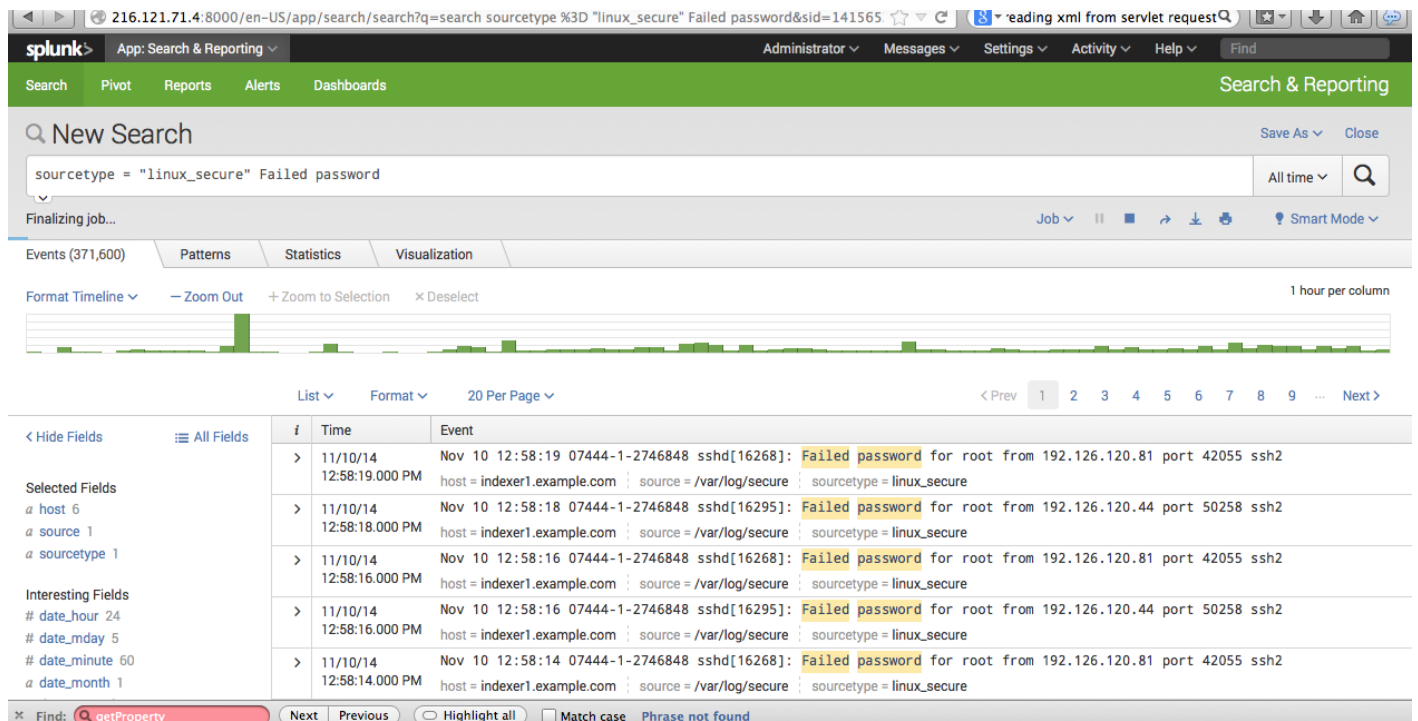 216.121.71.4:8000/en-US/app/search/search?q=search sourcetype %3D "linux_secure" Failed password&sid=141565 eading xml from servlet request
splunk> App: Search & Reporting Administrator Messages Settings Activity Help Find
Search Pivot Reports Alerts Dashboards Search & Reporting
New Search Save As Close
sourcetype = "linux_secure" Failed password All time
Finalizing job... Job Smart Mode
Events (371,600) Patterns Statistics Visualization
Format Timeline — Zoom Out + Zoom to Selection × Deselect 1 hour per column
List Format 20 Per Page < Prev 1 2 3 4 5 6 7 8 9 ... Next >
< Hide Fields All Fields i Time Event
> 11/10/14 Nov 10 12:58:19 07444-1-2746848 sshd[16268]: Failed password for root from 192.126.120.81 port 42055 ssh2
12:58:19.000 PM host = indexer1.example.com source = /var/log/secure sourcetype = linux_secure
Selected Fields
a host 6
a source 1
a sourcetype 1
> 11/10/14 Nov 10 12:58:18 07444-1-2746848 sshd[16295]: Failed password for root from 192.126.120.44 port 50258 ssh2
12:58:18.000 PM host = indexer1.example.com source = /var/log/secure sourcetype = linux_secure
> 11/10/14 Nov 10 12:58:16 07444-1-2746848 sshd[16268]: Failed password for root from 192.126.120.81 port 42055 ssh2
12:58:16.000 PM host = indexer1.example.com source = /var/log/secure sourcetype = linux_secure
Interesting Fields
# date_hour 24
# date_mday 5
# date_minute 60
a date_month 1
> 11/10/14 Nov 10 12:58:16 07444-1-2746848 sshd[16295]: Failed password for root from 192.126.120.44 port 50258 ssh2
12:58:16.000 PM host = indexer1.example.com source = /var/log/secure sourcetype = linux_secure
> 11/10/14 Nov 10 12:58:14 07444-1-2746848 sshd[16268]: Failed password for root from 192.126.120.81 port 42055 ssh2
12:58:14.000 PM host = indexer1.example.com source = /var/log/secure sourcetype = linux_secure
× Find: getProperty Next Previous Highlight all Match case Phrase not found